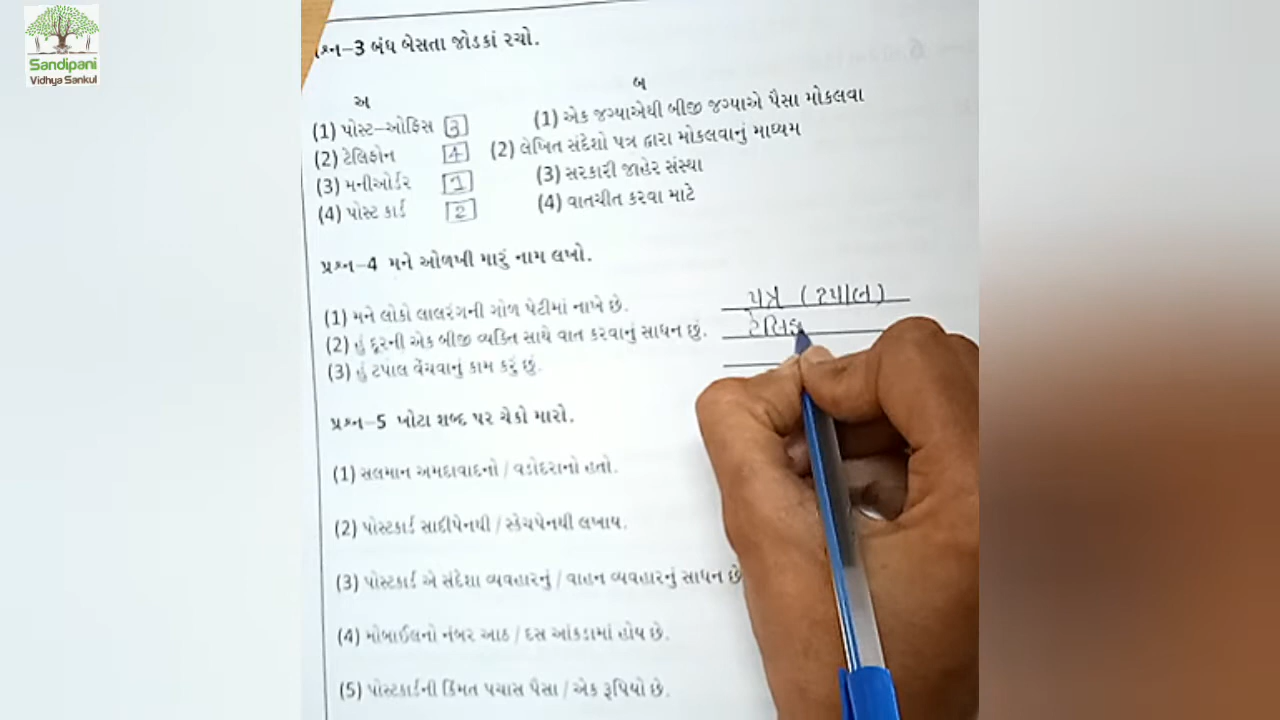 Sandipani
Vidhya Sankul
પ્રશ્ન-3 બંધ બેસતા જોડકાં રચો.
અ બ
(1) પોસ્ટ-ઓફિસ 3 (1) એક જગ્યાએથી બીજી જગ્યાએ પૈસા મોકલવા
(2) ટેલિફોન 4 (2) લેખિત સંદેશો પત્ર દ્વારા મોકલવાનું માધ્યમ
(3) મનીઓર્ડર 1 (3) સરકારી જાહેર સંસ્થા
(4) પોસ્ટ કાર્ડ 2 (4) વાતચીત કરવા માટે
પ્રશ્ન-4 મને ઓળખી મારું નામ લખો.
(1) મને લોકો લાલરંગની ગોળ પેટીમાં નાખે છે. પત્ર (ટપાલ)
(2) હું દૂરની એક બીજી વ્યક્તિ સાથે વાત કરવાનું સાધન છું. ટેલિફ
(3) હું ટપાલ વેંચવાનું કામ કરું છું.
પ્રશ્ન-5 ખોટા શબ્દ પર ચેકો મારો.
(1) સલમાન અમદાવાદનો / વડોદરાનો હતો.
(2) પોસ્ટકાર્ડ સાદીપેનથી / સ્કેચપેનથી લખાય.
(3) પોસ્ટકાર્ડ એ સંદેશા વ્યવહારનું / વાહન વ્યવહારનું સાધન છે
(4) મોબાઈલનો નંબર આઠ / દસ આંકડામાં હોય છે.
(5) પોસ્ટકાર્ડની કિંમત પચાસ પૈસા / એક રૂપિયો છે.